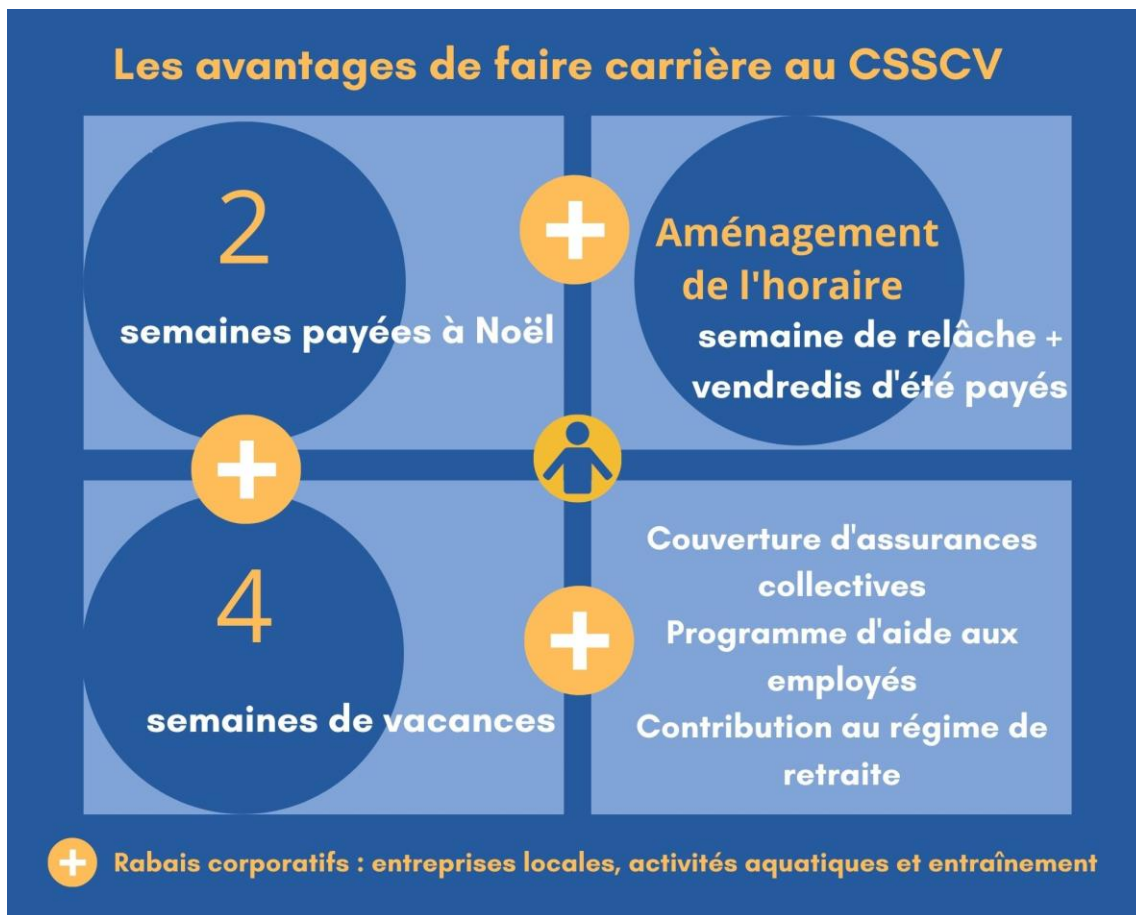 Les avantages de faire carrière au CSSCV
2
semaines payées à Noël
Aménagement
de l'horaire
semaine de relâche +
vendredis d'été payés
4
semaines de vacances
Couverture d'assurances
collectives
Programme d'aide aux
employés
Contribution au régime de
retraite
Rabais corporatifs : entreprises locales, activités aquatiques et entraînement